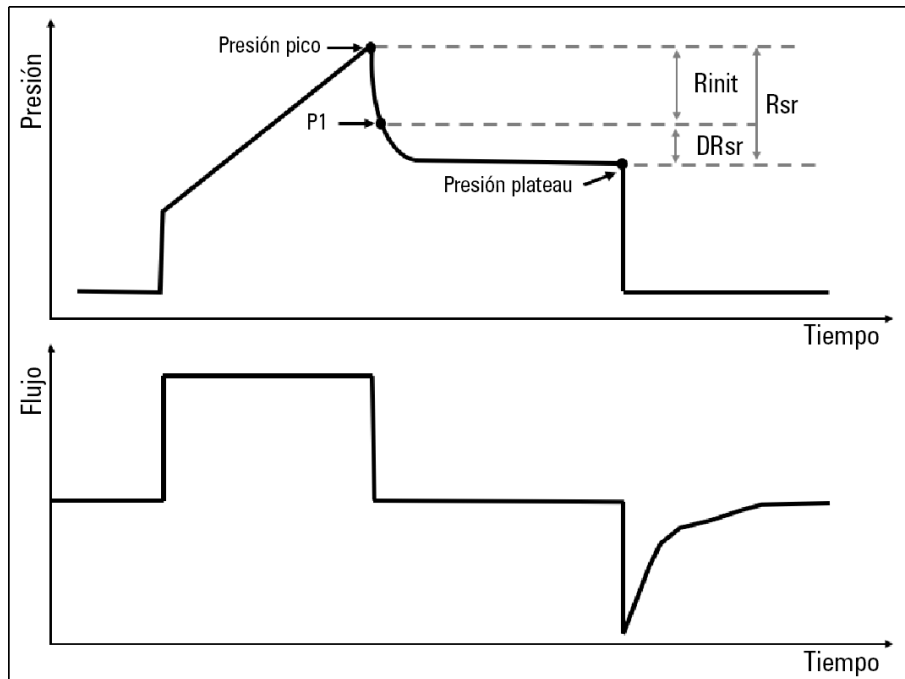 Presión
Presión pico
P1
Rinit
Rsr
DRsr
Presión plateau
Tiempo
Flujo
Tiempo